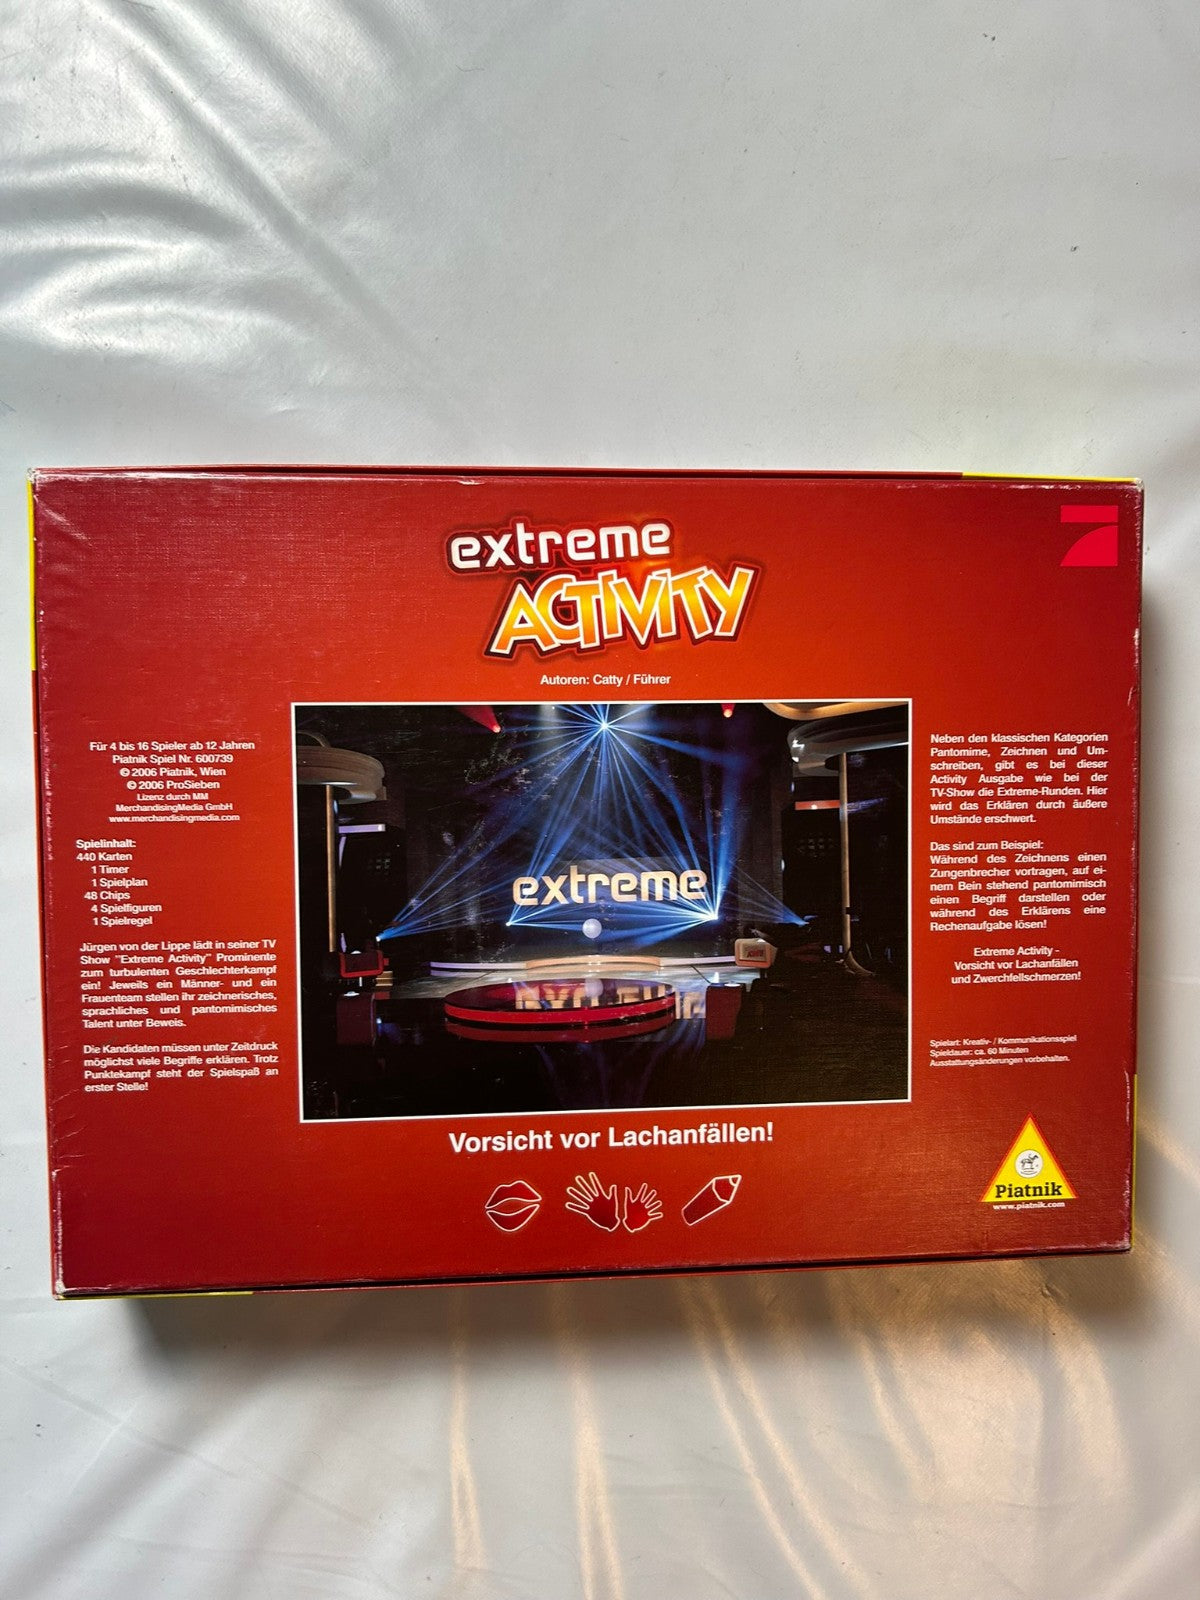 extreme
ACTIVITY
Autoren: Catty / Führer
Für 4 bis 16 Spieler ab 12 Jahren
Piatnik Spiel Nr. 600739
© 2006 Piatnik, Wien
© 2006 ProSieben
Lizenz durch MM
MerchandisingMedia GmbH
www.merchandisingmedia.com
Spielinhalt:
440 Karten
1 Timer
1 Spielplan
48 Chips
4 Spielfiguren
1 Spielregel
Jürgen von der Lippe lädt in seiner TV
Show "Extreme Activity" Prominente
zum turbulenten Geschlechterkampf
ein! Jeweils ein Männer- und ein
Frauenteam stellen ihr zeichnerisches,
sprachliches und pantomimisches
Talent unter Beweis.
Die Kandidaten müssen unter Zeitdruck
möglichst viele Begriffe erklären. Trotz
Punktekampf steht der Spielspaß an
erster Stelle!
extreme
Neben den klassischen Kategorien
Pantomime, Zeichnen und Um-
schreiben, gibt es bei dieser
Activity Ausgabe wie bei der
TV-Show die Extreme-Runden. Hier
wird das Erklären durch äußere
Umstände erschwert.
Das sind zum Beispiel:
Während des Zeichnens einen
Zungenbrecher vortragen, auf ei-
nem Bein stehend pantomimisch
einen Begriff darstellen oder
während des Erklärens eine
Rechenaufgabe lösen!
Extreme Activity -
Vorsicht vor Lachanfällen
und Zwerchfellschmerzen!
Spielart: Kreativ- / Kommunikationsspiel
Spieldauer: ca. 60 Minuten
Ausstattungsänderungen vorbehalten.
Vorsicht vor Lachanfällen!
Piatnik
www.piatnik.com